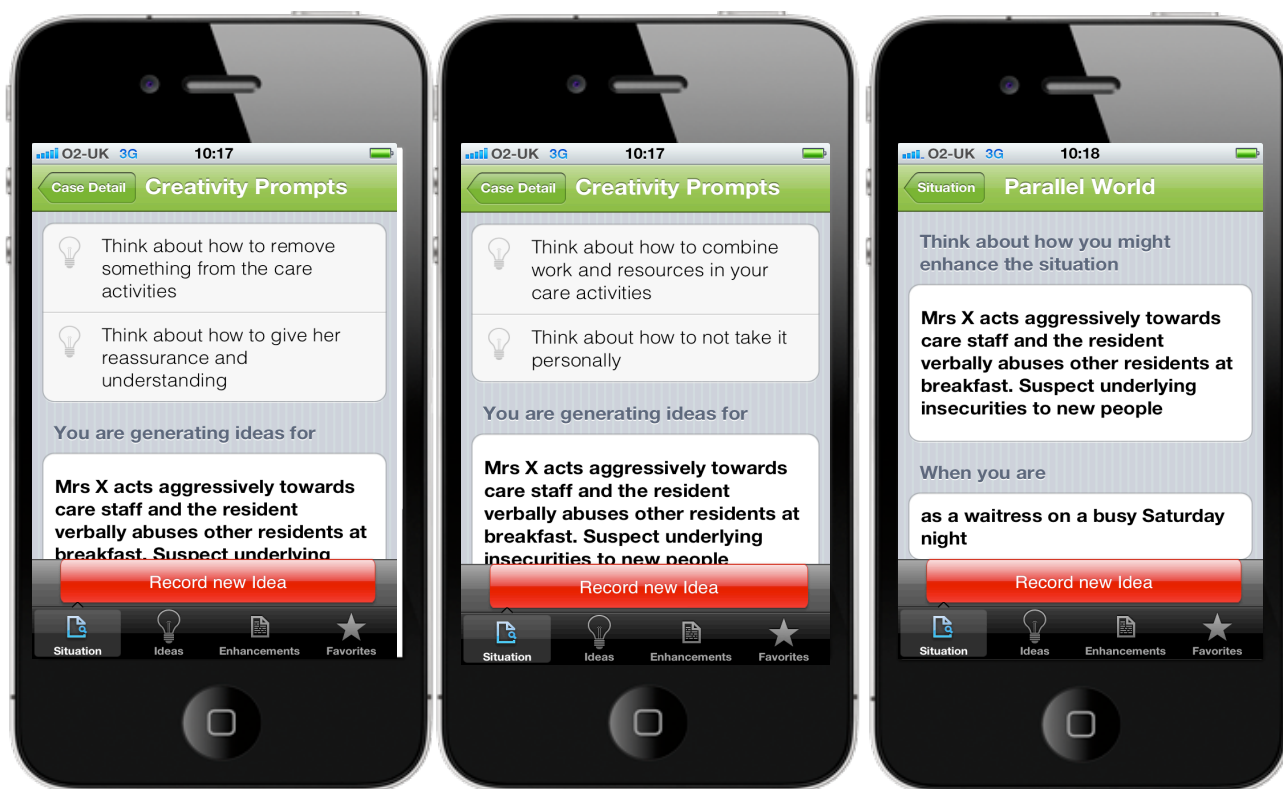 O2-UK 3G 10:17
Case Detail Creativity Prompts
Think about how to remove
something from the care
activities
Think about how to give her
reassurance and
understanding
You are generating ideas for
Mrs X acts aggressively towards
care staff and the resident
verbally abuses other residents at
breakfast. Suspect underlying
Record new Idea
Situation Ideas Enhancements Favorites
O2-UK 3G 10:17
Case Detail Creativity Prompts
Think about how to combine
work and resources in your
care activities
Think about how to not take it
personally
You are generating ideas for
Mrs X acts aggressively towards
care staff and the resident
verbally abuses other residents at
breakfast. Suspect underlying
insecurities to new people
Record new Idea
Situation Ideas Enhancements Favorites
O2-UK 3G 10:18
Situation Parallel World
Think about how you might
enhance the situation
Mrs X acts aggressively towards
care staff and the resident
verbally abuses other residents at
breakfast. Suspect underlying
insecurities to new people
When you are
as a waitress on a busy Saturday
night
Record new Idea
Situation Ideas Enhancements Favorites